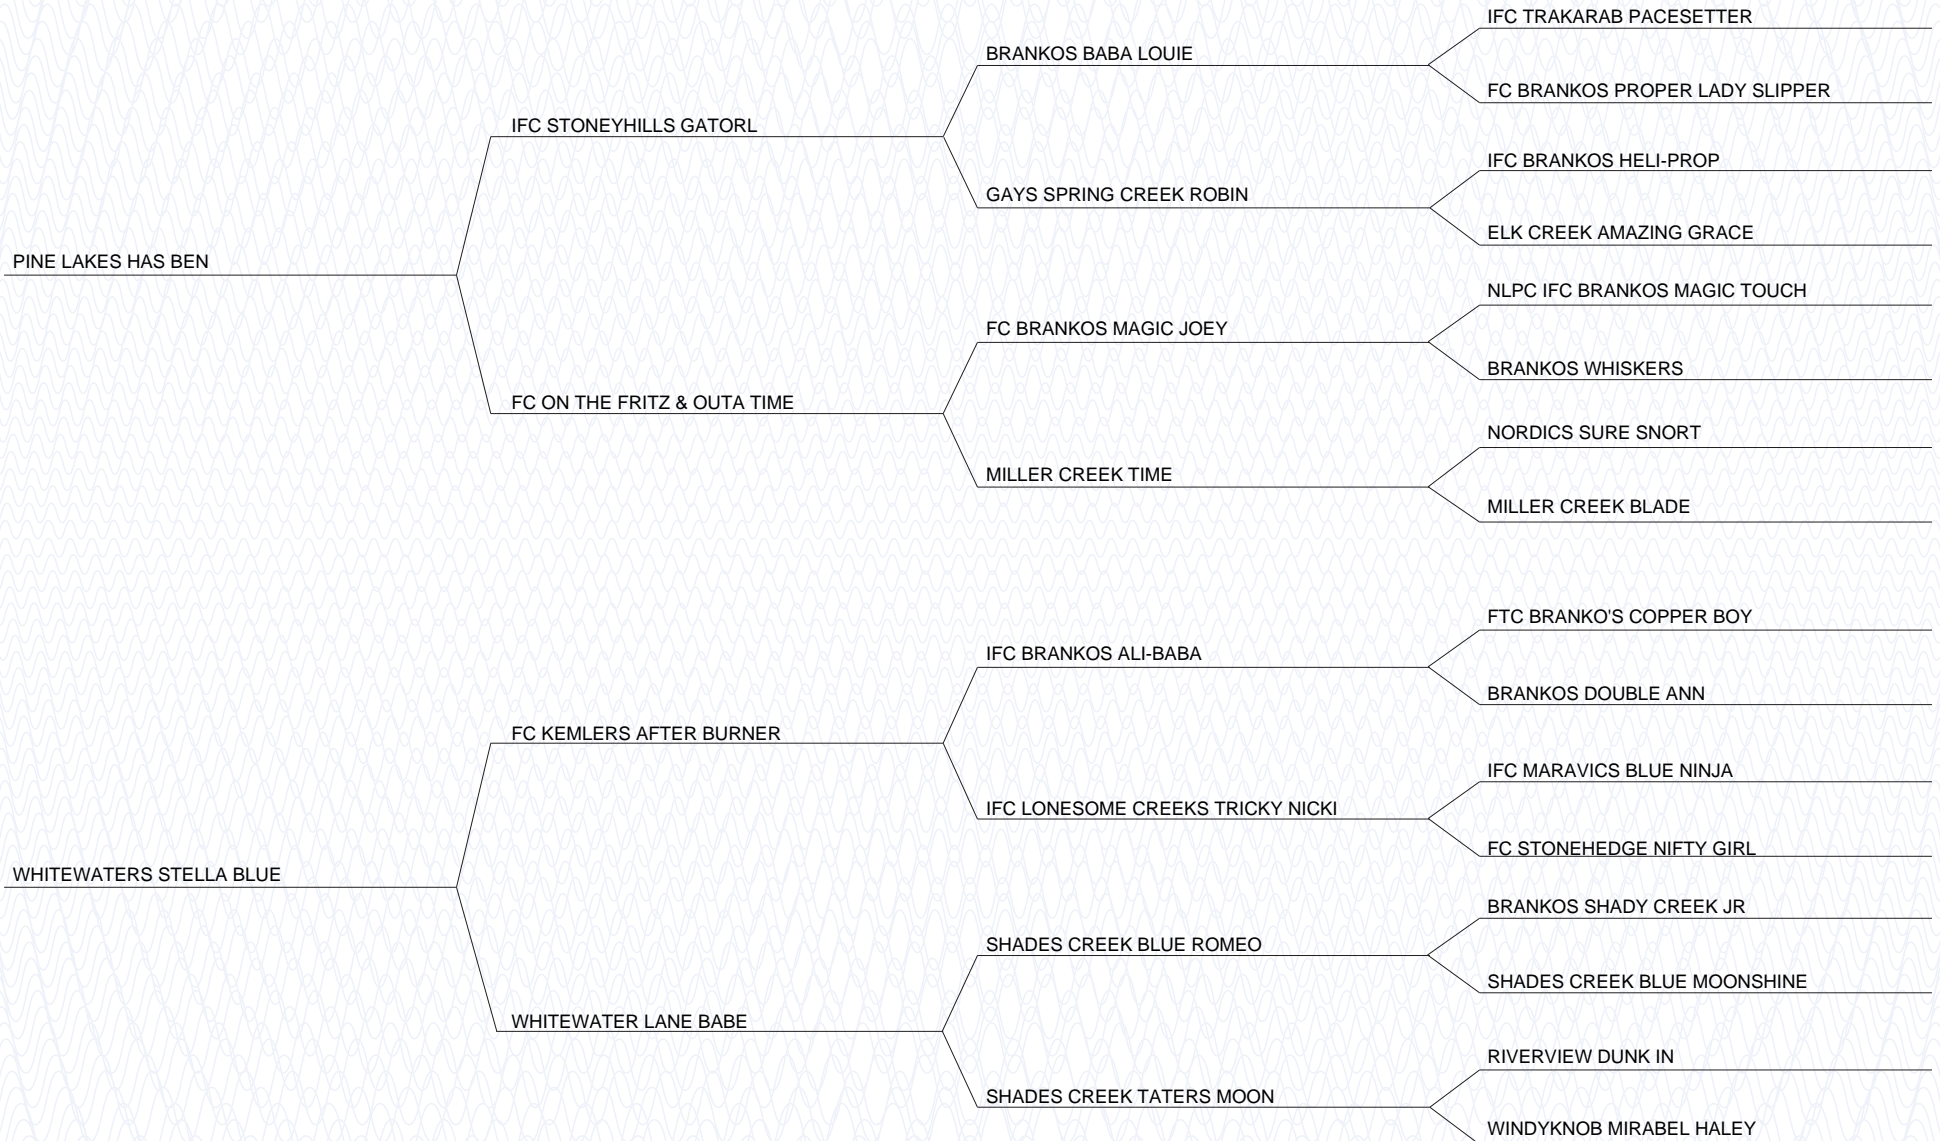 IFC TRAKARAB PACESETTER
BRANKOS BABA LOUIE
FC BRANKOS PROPER LADY SLIPPER
IFC STONEYHILLS GATORL
IFC BRANKOS HELI-PROP
GAYS SPRING CREEK ROBIN
ELK CREEK AMAZING GRACE
PINE LAKES HAS BEN
NLPC IFC BRANKOS MAGIC TOUCH
FC BRANKOS MAGIC JOEY
BRANKOS WHISKERS
FC ON THE FRITZ & OUTA TIME
NORDICS SURE SNORT
MILLER CREEK TIME
MILLER CREEK BLADE
FTC BRANKO'S COPPER BOY
IFC BRANKOS ALI-BABA
BRANKOS DOUBLE ANN
FC KEMLERS AFTER BURNER
IFC MARAVICS BLUE NINJA
IFC LONESOME CREEKS TRICKY NICKI
FC STONEHEDGE NIFTY GIRL
WHITEWATERS STELLA BLUE
BRANKOS SHADY CREEK JR
SHADES CREEK BLUE ROMEO
SHADES CREEK BLUE MOONSHINE
WHITEWATER LANE BABE
RIVERVIEW DUNK IN
SHADES CREEK TATERS MOON
WINDYKNOB MIRABEL HALEY